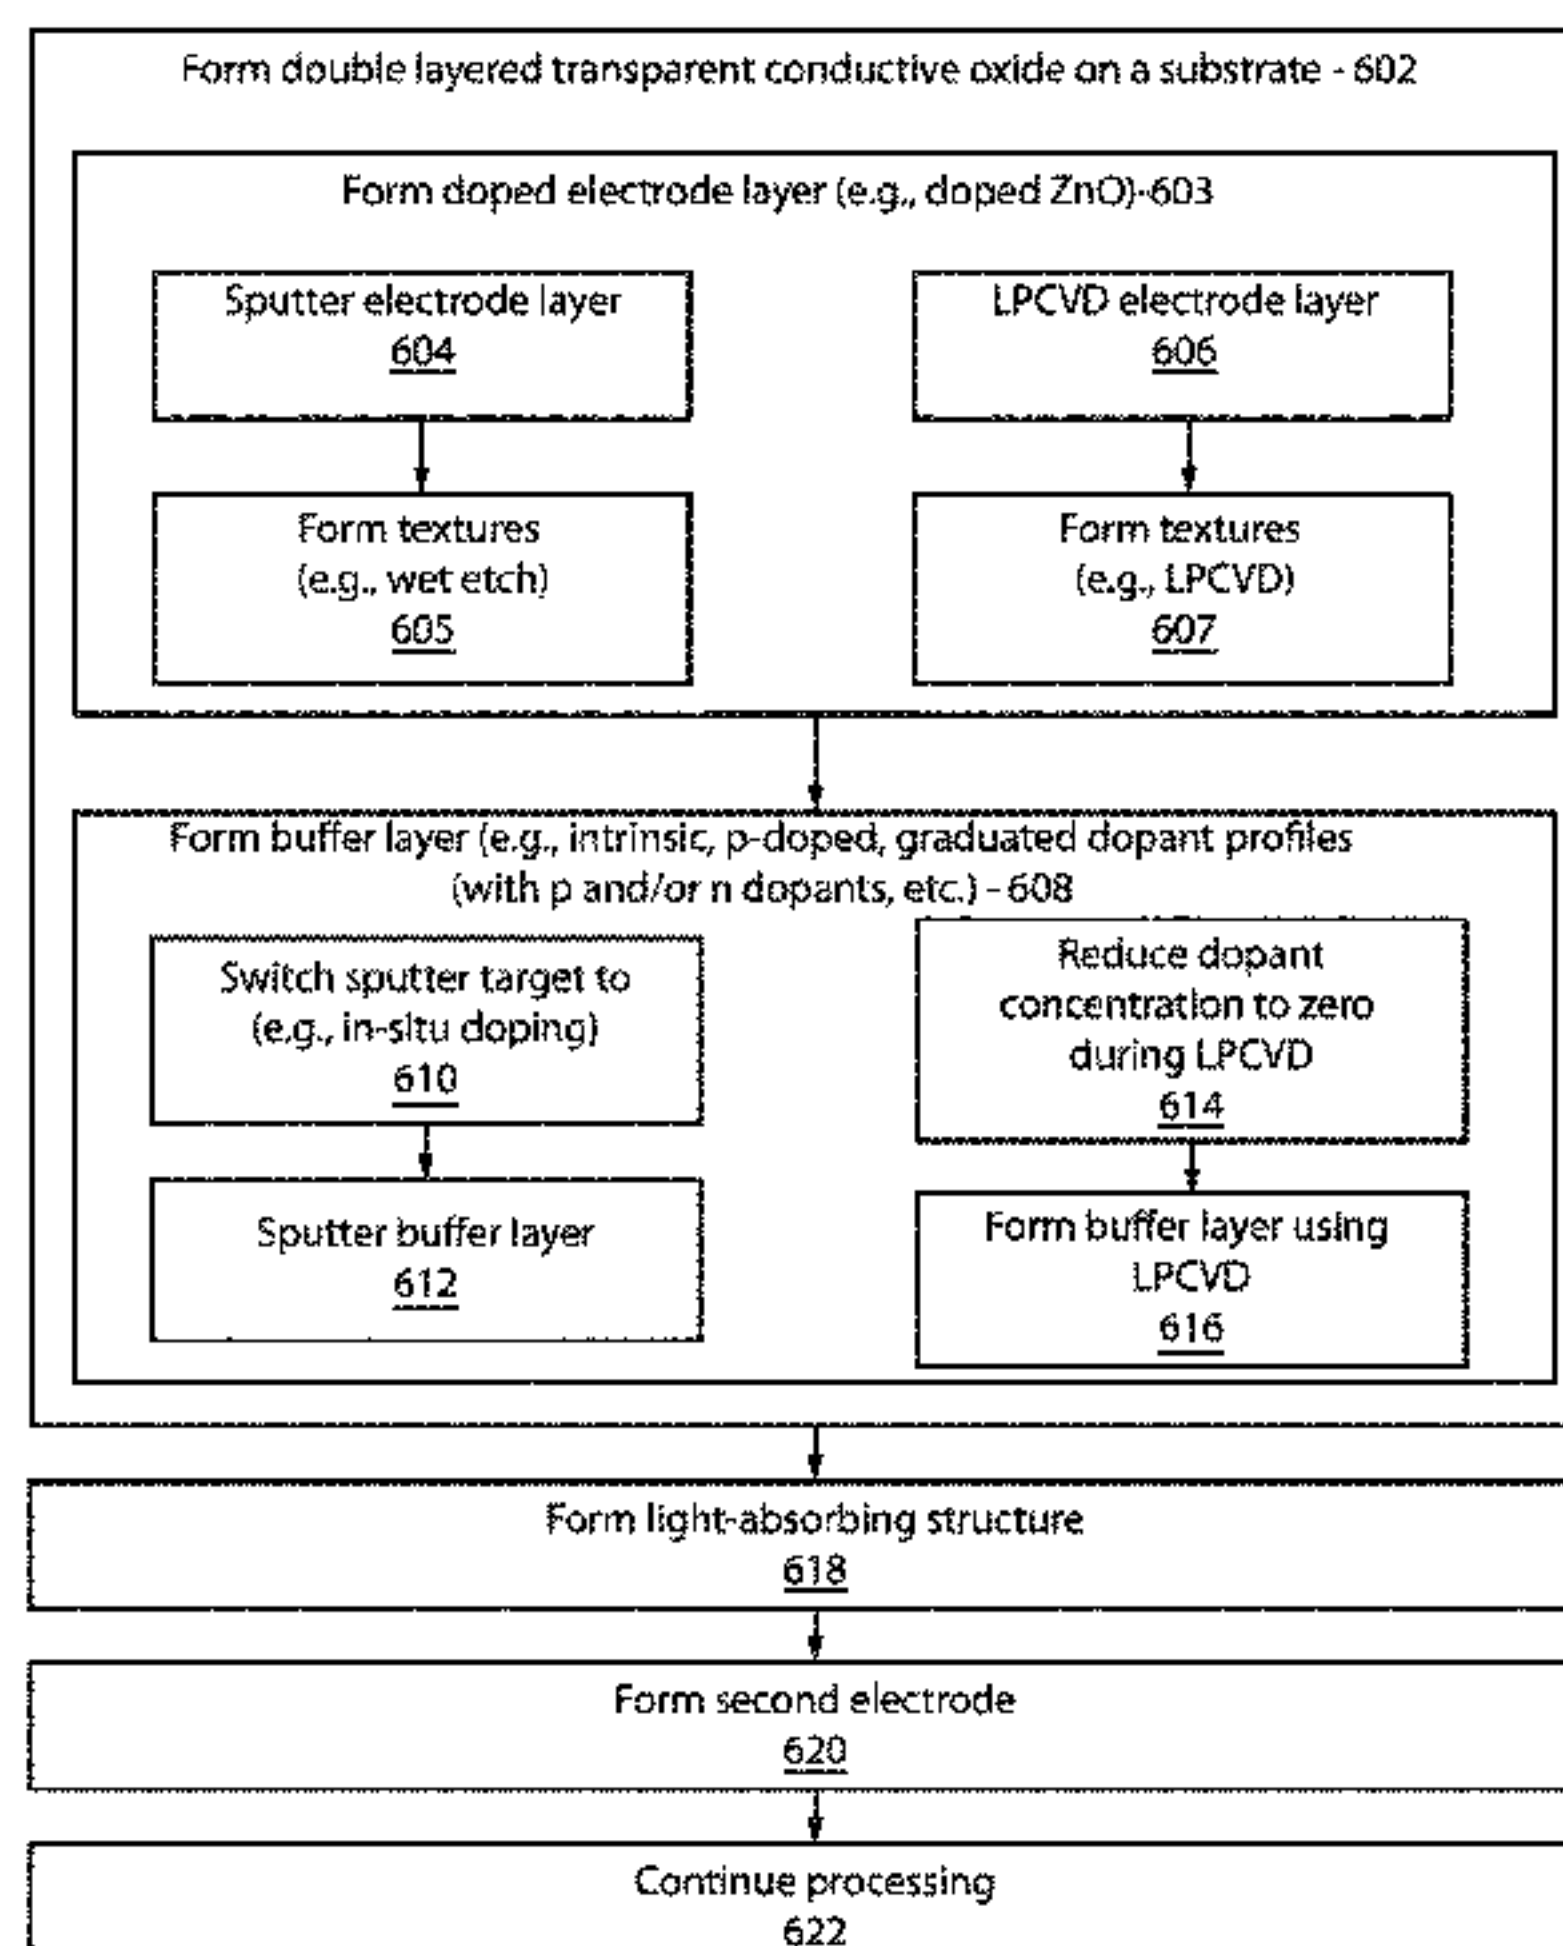 Form double layered transparent conductive oxide on a substrate - 602
Form doped electrode layer (e.g., doped ZnO)-603
Sputter electrode layer
604
LPCVD electrode layer
606
Form textures
(e.g., wet etch)
605
Form textures
(e.g., LPCVD)
607
Form buffer layer (e.g., intrinsic, p-doped, graduated dopant profiles
(with p and/or n dopants, etc.) - 608
Switch sputter target to
(e.g., in-situ doping)
610
Reduce dopant
concentration to zero
during LPCVD
614
Sputter buffer layer
612
Form buffer layer using
LPCVD
616
Form light-absorbing structure
618
Form second electrode
620
Continue processing
622